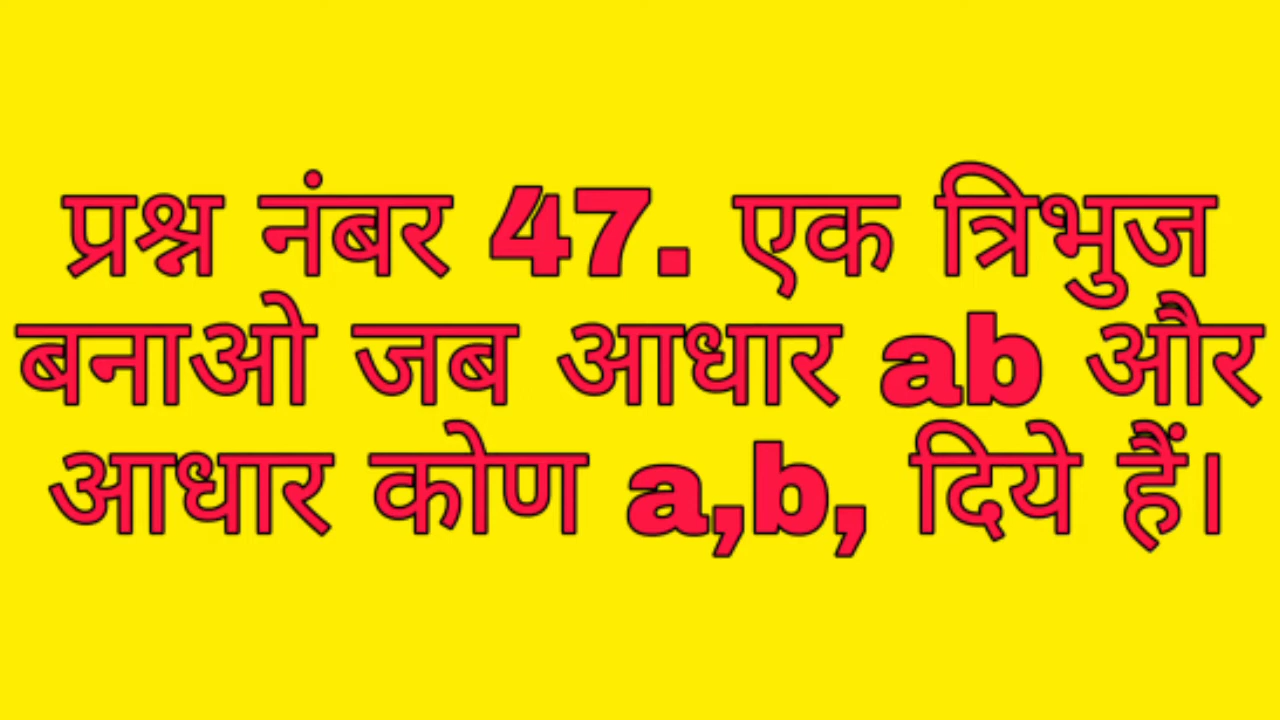 प्रश्न नंबर 47. एक त्रिभुज
बनाओ जब आधार ab और
आधार कोण a,b, दिये हैं।